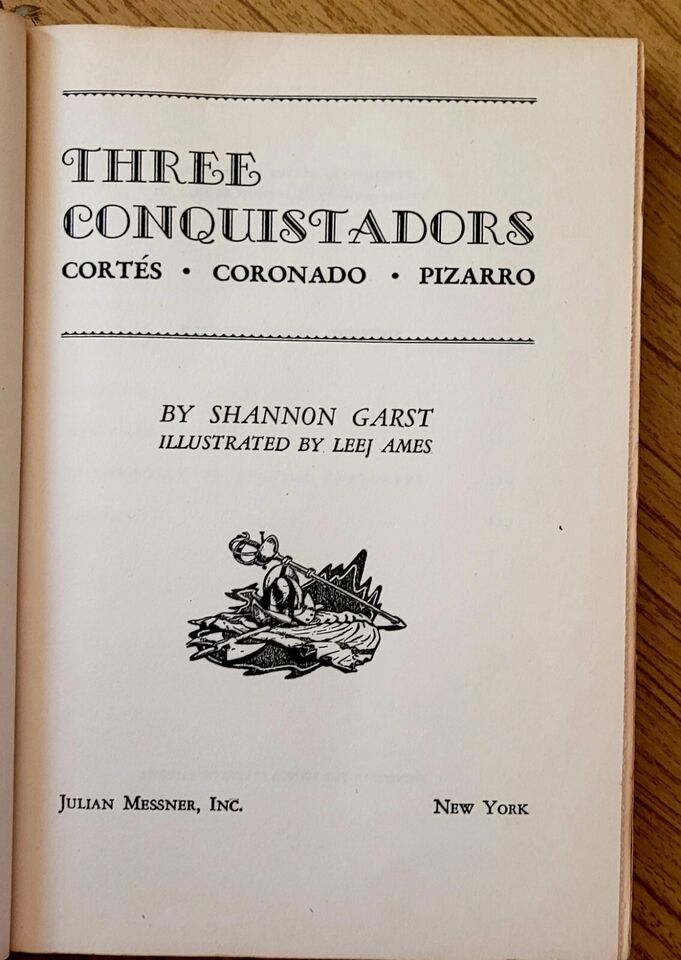 THREE
CONQUISTADORS
CORTÉS • CORONADO • PIZARRO
BY SHANNON GARST
ILLUSTRATED BY LEEJ AMES
JULIAN MESSNER, INC. NEW YORK